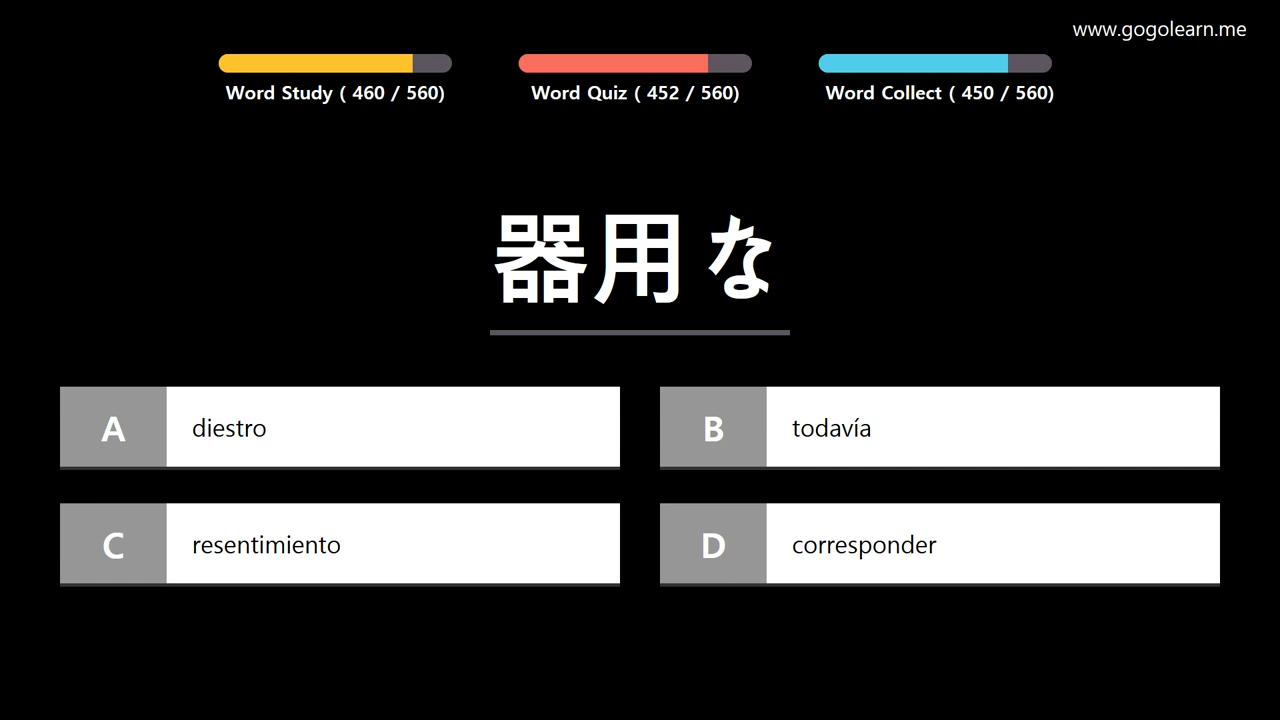 www.gogolearn.me
Word Study ( 460 / 560)
Word Quiz ( 452 / 560)
Word Collect ( 450 / 560)
器用な
A diestro
B todavía
C resentimiento
D corresponder